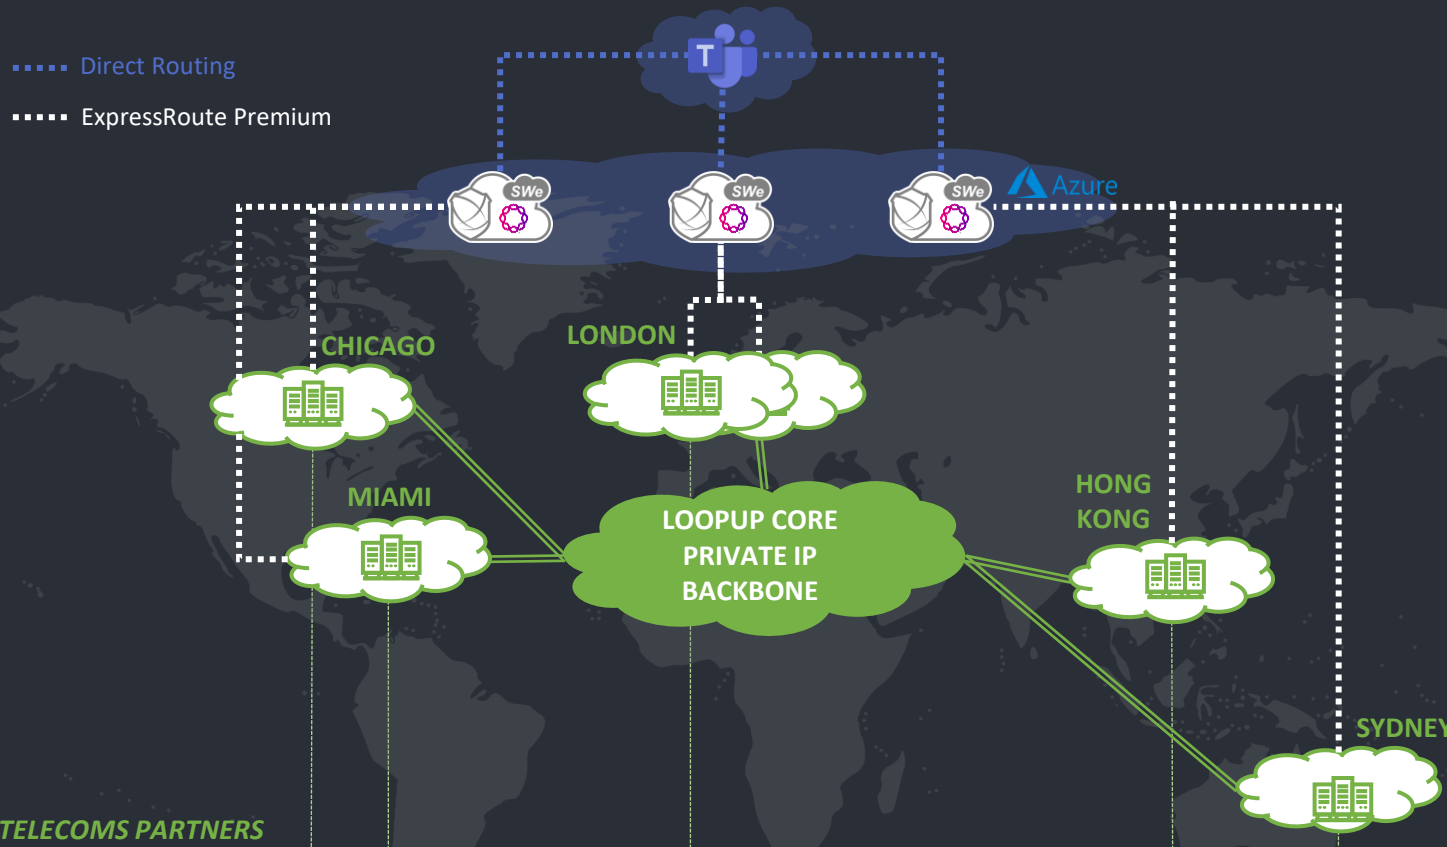 T
Direct Routing
ExpressRoute Premium
SWe
SWe
SWe
Azure
LONDON
CHICAGO
HONG
KONG
MIAMI
LOOPUP CORE
PRIVATE IP
BACKBONE
SYDNEY
TELECOMS PARTNERS